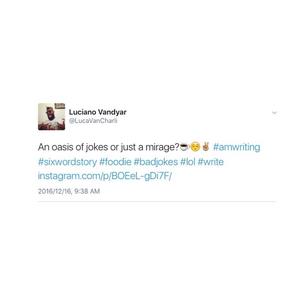 Luciano Vandyar
@LucaVanCharli
An oasis of jokes or just a mirage?☕😌✌🏽 #amwriting
#sixwordstory #foodie #badjokes #lol #write
instagram.com/p/BOEeL-gDi7F/
2016/12/16, 9:38 AM